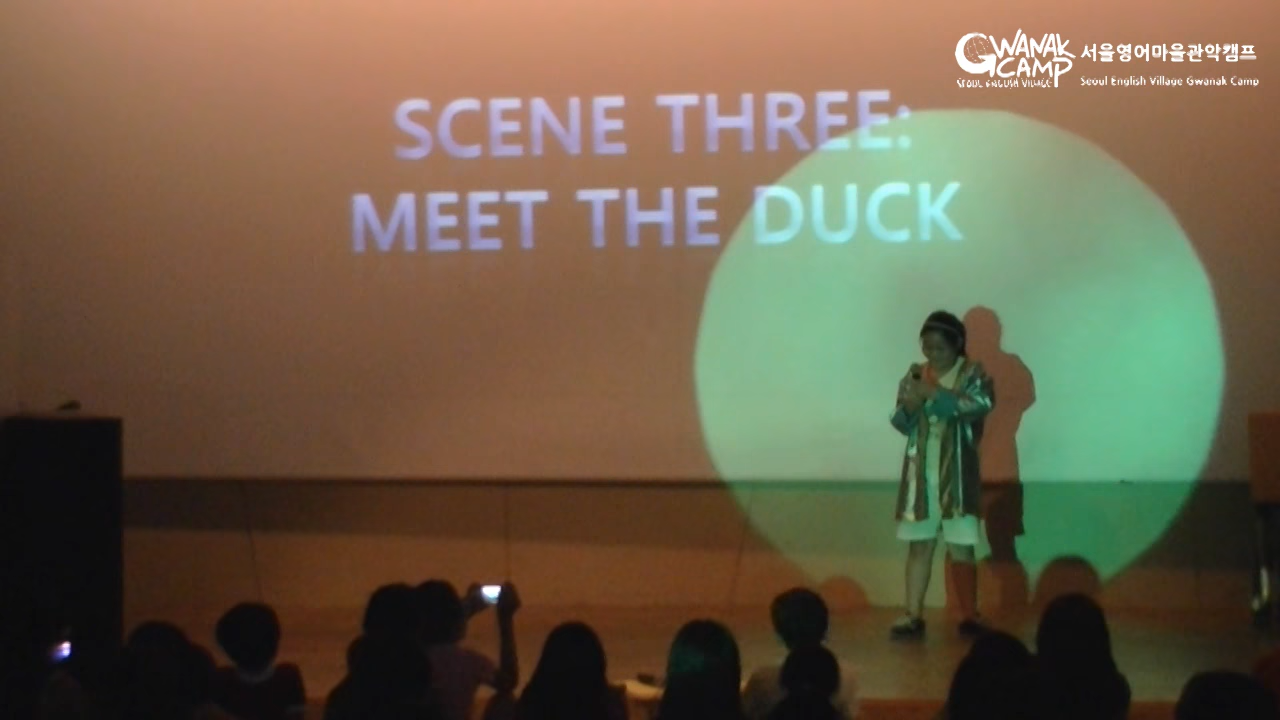 GWANAK
CAMP
SEOUL ENGLISH VILLAGE
서울영어마을관악캠프
Seoul English Village Gwanak Camp
SCENE THREE:
MEET THE DUCK